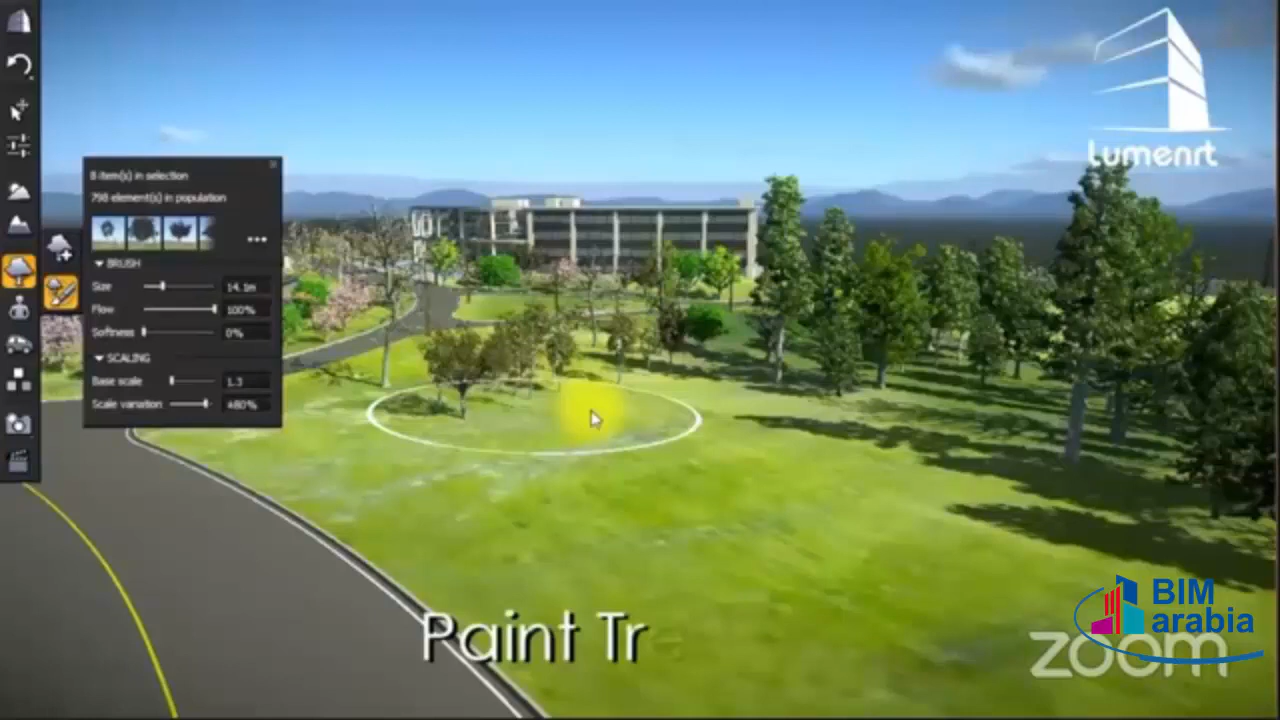 Lumenrt
8 item(s) in selection
798 element(s) in population
BRUSH
Size 14.1m
Flow 100%
Softness 0%
SCALING
Base scale 1.3
Scale variation ±80%
Paint Tr
BIM
arabia
zoom